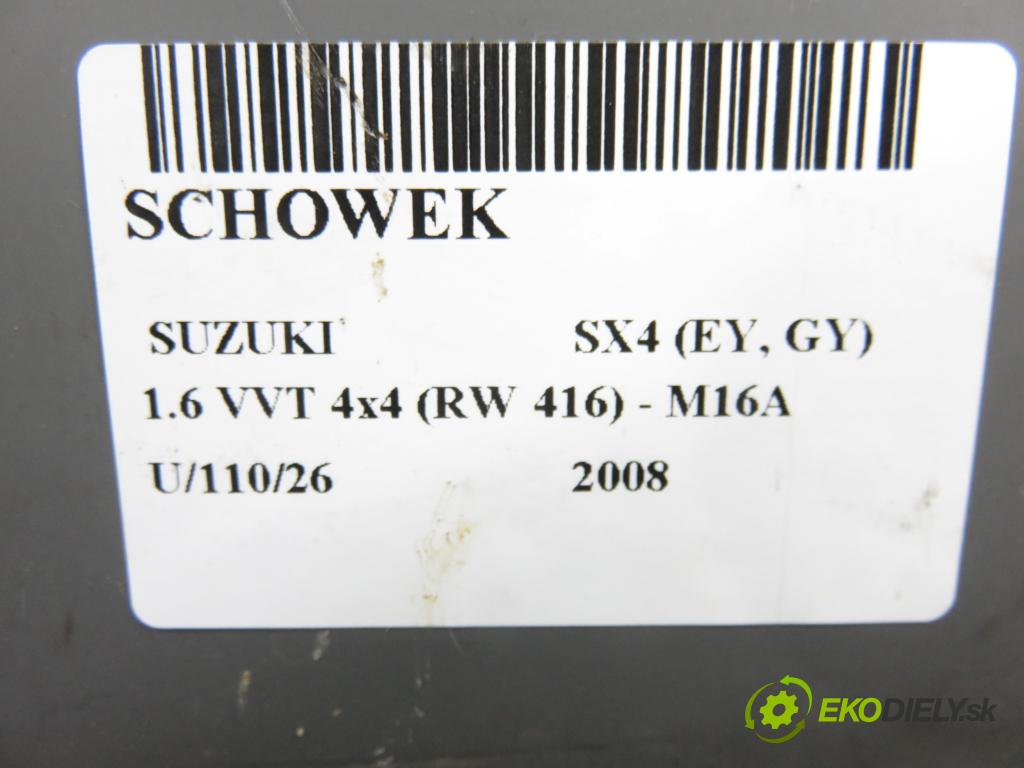 SCHOWEK
SUZUKI SX4 (EY, GY)
1.6 VVT 4x4 (RW 416) - M16A
U/110/26 2008
EKODIELY.sk